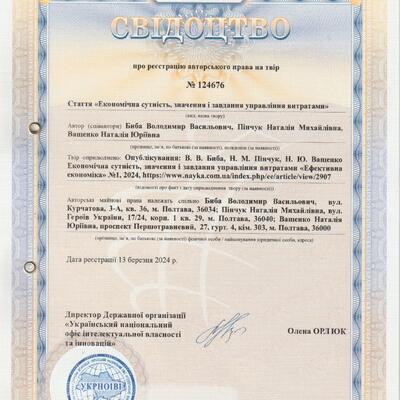 СВІДОЦТВО
про реєстрацію авторського права на твір
№ 124676
Стаття «Економічна сутність, значення і завдання управління витратами»
(вид, назва твору)
Автор (співавтори) Биба Володимир Васильович, Пінчук Наталія Михайлівна,
Ващенко Наталія Юріївна
(прізвище, ім'я, по батькові (за наявності), псевдонім (за наявності))
Твір оприлюднено: Опублікування: В. В. Биба, Н. М. Пінчук, Н. Ю. Ващенко
Економічна сутність, значення і завдання управління витратами «Ефективна
економіка» №1, 2024, https://www.nayka.com.ua/index.php/ee/article/view/2907
(відомості про факт і дату оприлюднення твору (за наявності))
Авторські майнові права належать спільно Биба Володимир Васильович, вул.
Курчатова, 3-А, кв. 36, м. Полтава, 36034; Пінчук Наталія Михайлівна, вул.
Героїв України, 17/24, корп. 1 кв. 29, м. Полтава, 36040; Ващенко Наталія
Юріївна, проспект Першотравневий, 27, гурт. 4, кім. 303, м. Полтава, 36000
(прізвище, ім'я, по батькові (за наявності) фізичної особи / найменування юридичної особи, адреса)
Дата реєстрації 13 березня 2024 р.
Директор Державної організації
«Український національний
офіс інтелектуальної власності
та інновацій»
Олена ОРЛЮК
УКРНОІВІ